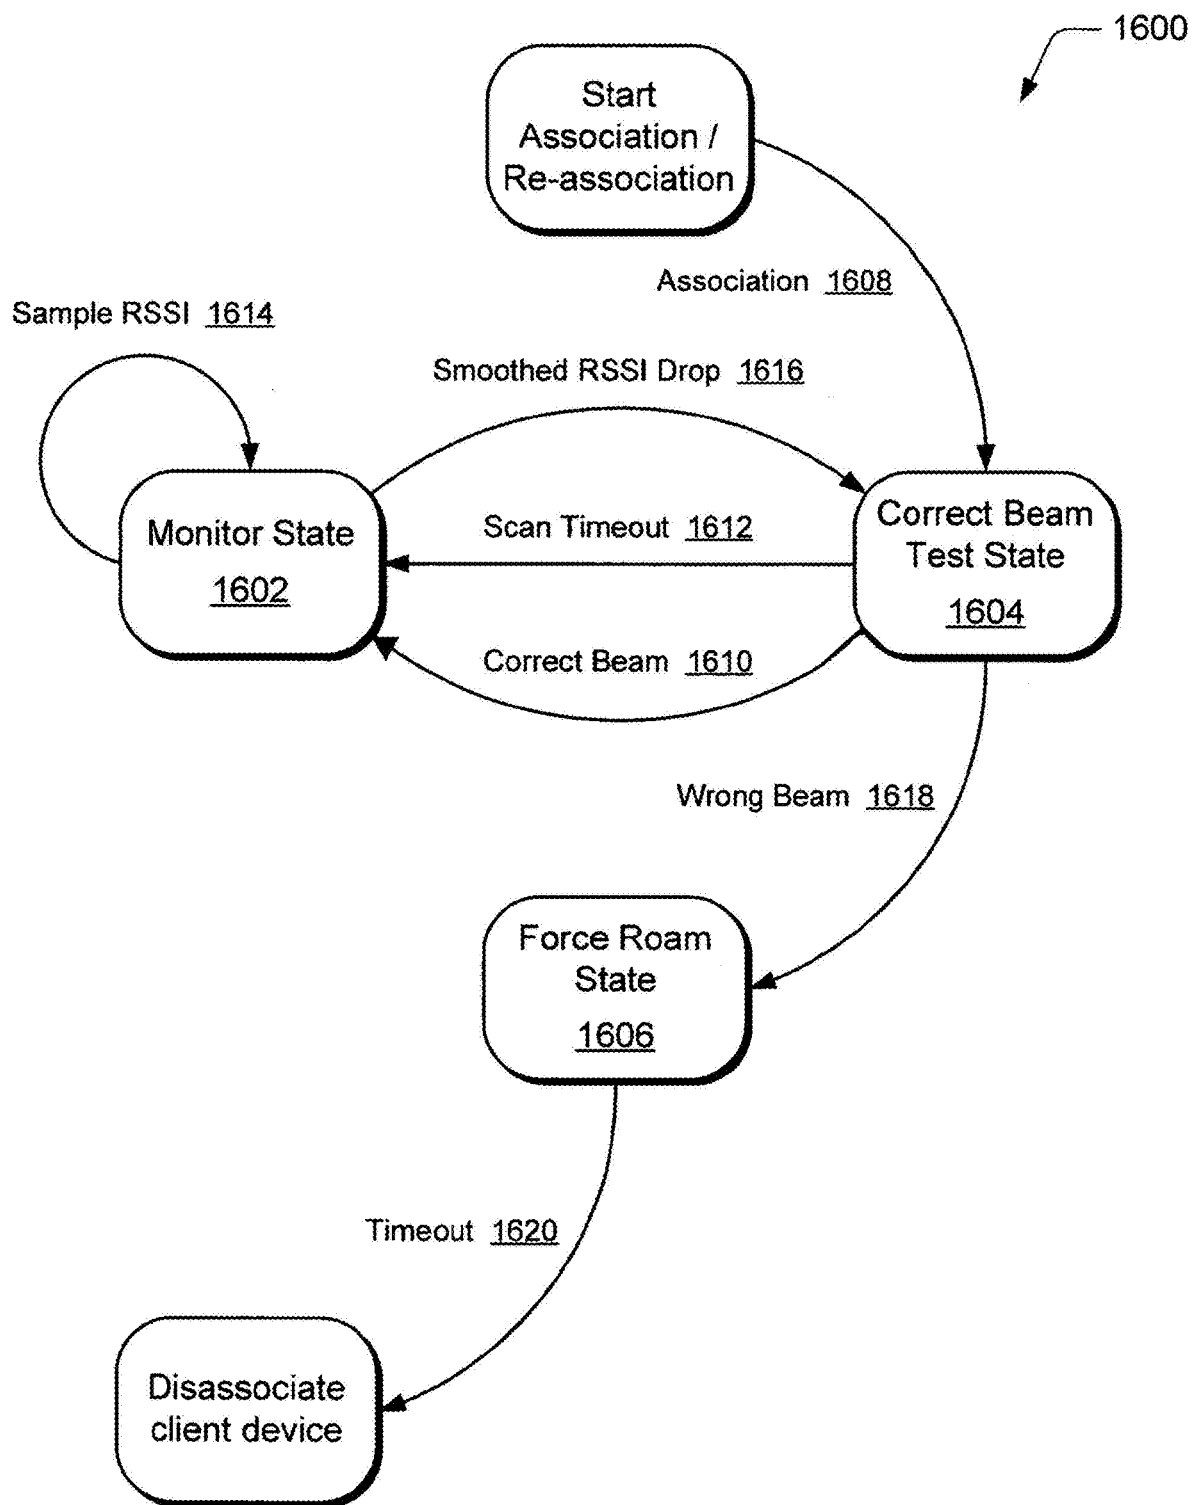 1600
Start
Association /
Re-association
Association 1608
Sample RSSI 1614
Smoothed RSSI Drop 1616
Monitor State
1602
Scan Timeout 1612
Correct Beam
Test State
1604
Correct Beam 1610
Wrong Beam 1618
Force Roam
State
1606
Timeout 1620
Disassociate
client device